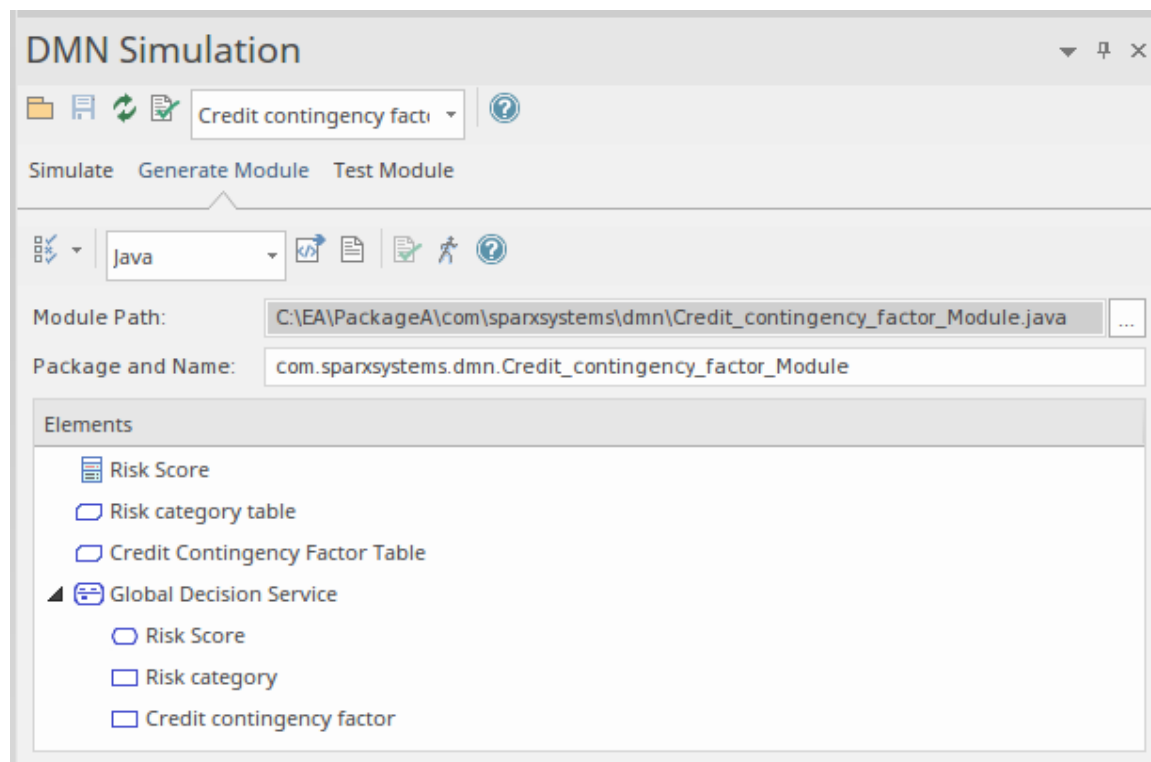 DMN Simulation
Credit contingency facto
Simulate Generate Module Test Module
Java
Module Path: C:\EA\PackageA\com\sparxsystems\dmn\Credit_contingency_factor_Module.java ...
Package and Name: com.sparxsystems.dmn.Credit_contingency_factor_Module
Elements
Risk Score
Risk category table
Credit Contingency Factor Table
Global Decision Service
Risk Score
Risk category
Credit contingency factor